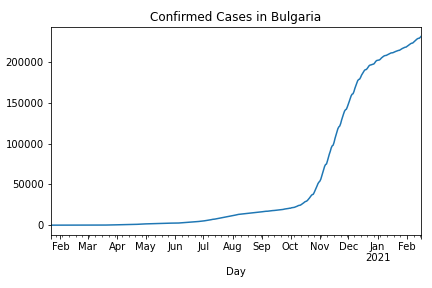 Confirmed Cases in Bulgaria
200000
150000
100000
50000
0
Feb Mar Apr May Jun Jul Aug Sep Oct Nov Dec Jan Feb
2021
Day